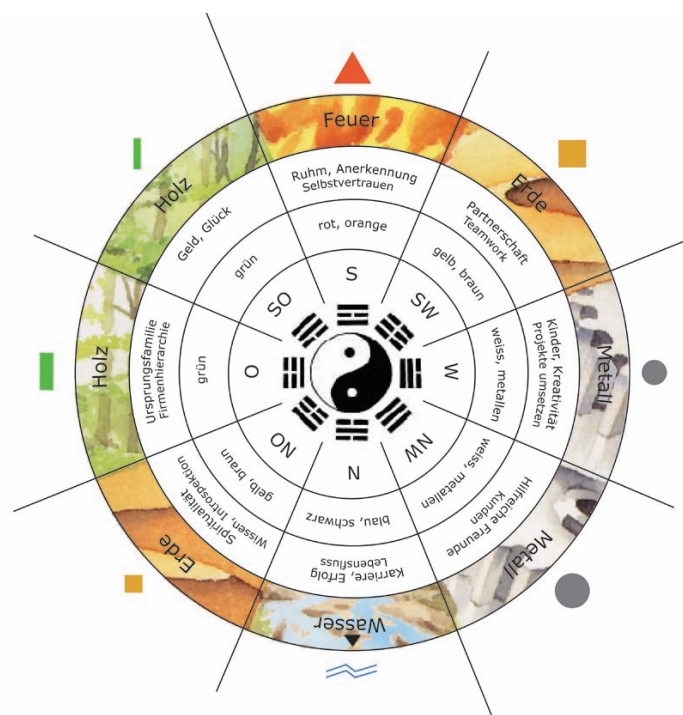 Feuer
Ruhm, Anerkennung
Selbstvertrauen
rot, orange
S
Erde
Partnerschaft
Teamwork
gelb, braun
SW
Metall
Kinder, Kreativität
Projekte umsetzen
weiss, metallen
W
Metall
Hilfreiche Freunde
Kunden
weiss, metallen
NW
Wasser
Karriere, Erfolg
Lebensfluss
blau, schwarz
N
Erde
Spiritualität
Wissen, Introspektion
gelb, braun
NO
Holz
Ursprungsfamilie
Firmenhierarchie
grün
O
Holz
Geld, Glück
grün
SO